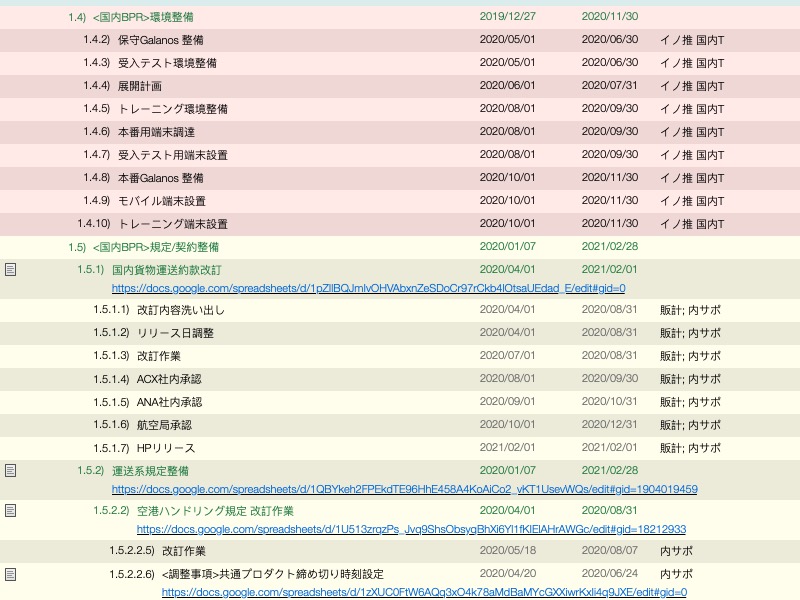 1.4) <国内BPR>環境整備 2019/12/27 2020/11/30
1.4.2) 保守Galanos 整備 2020/05/01 2020/06/30 イノ推 国内T
1.4.3) 受入テスト環境整備 2020/05/01 2020/06/30 イノ推 国内T
1.4.4) 展開計画 2020/06/01 2020/07/31 イノ推 国内T
1.4.5) トレーニング環境整備 2020/08/01 2020/09/30 イノ推 国内T
1.4.6) 本番用端末調達 2020/08/01 2020/09/30 イノ推 国内T
1.4.7) 受入テスト用端末設置 2020/08/01 2020/09/30 イノ推 国内T
1.4.8) 本番Galanos 整備 2020/10/01 2020/11/30 イノ推 国内T
1.4.9) モバイル端末設置 2020/10/01 2020/11/30 イノ推 国内T
1.4.10) トレーニング端末設置 2020/10/01 2020/11/30 イノ推 国内T
1.5) <国内BPR>規定/契約整備 2020/01/07 2021/02/28
1.5.1) 国内貨物運送約款改訂 2020/04/01 2021/02/01
https://docs.google.com/spreadsheets/d/1pZIlBQJmIvOHVAbxnZeSDoCr97rCkb4lOtsaUEdad_E/edit#gid=0
1.5.1.1) 改訂内容洗い出し 2020/04/01 2020/08/31 販計; 内サポ
1.5.1.2) リリース日調整 2020/04/01 2020/08/31 販計; 内サポ
1.5.1.3) 改訂作業 2020/07/01 2020/08/31 販計; 内サポ
1.5.1.4) ACX社内承認 2020/08/01 2020/09/30 販計; 内サポ
1.5.1.5) ANA社内承認 2020/09/01 2020/10/31 販計; 内サポ
1.5.1.6) 航空局承認 2020/10/01 2020/12/31 販計; 内サポ
1.5.1.7) HPリリース 2021/02/01 2021/02/01 販計; 内サポ
1.5.2) 運送系規定整備 2020/01/07 2021/02/28
https://docs.google.com/spreadsheets/d/1QBYkeh2FPEkdTE96HhE458A4KoAiCo2_yKT1UsevWQs/edit#gid=1904019459
1.5.2.2) 空港ハンドリング規定 改訂作業 2020/04/01 2020/08/31
https://docs.google.com/spreadsheets/d/1U513zrqzPs_Jvq9ShsObsyqBhXi6Yl1fKIElAHrAWGc/edit#gid=18212933
1.5.2.2.5) 改訂作業 2020/05/18 2020/08/07 内サポ
1.5.2.2.6) <調整事項>共通プロダクト締め切り時刻設定 2020/04/20 2020/06/24 内サポ
https://docs.google.com/spreadsheets/d/1zXUC0FtW6AQq3xO4k78aMdBaMYcGXXiwrKxli4q9JXE/edit#gid=0